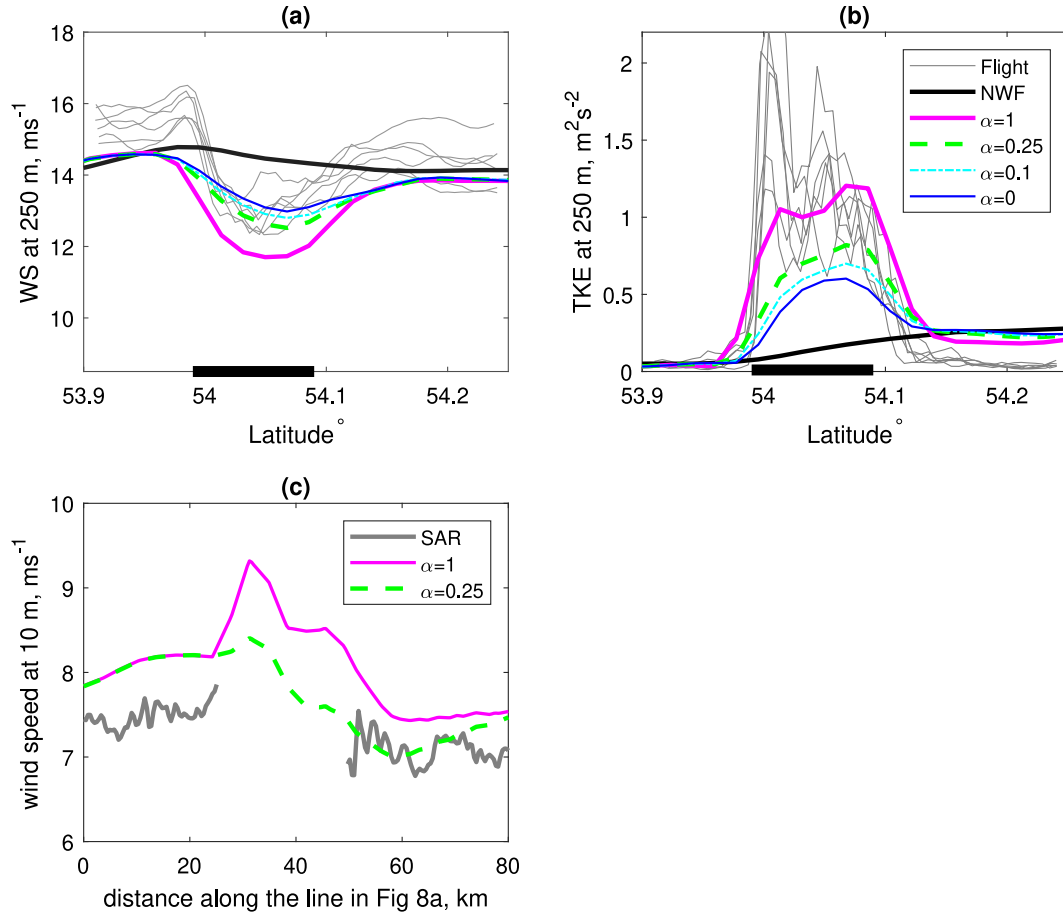 (a)
WS at 250 m, ms⁻¹
18
16
14
12
10
53.9
54
54.1
54.2
Latitude°
(b)
TKE at 250 m, m²s⁻²
2
1.5
1
0.5
0
53.9
54
54.1
54.2
Latitude°
Flight
NWF
α=1
α=0.25
α=0.1
α=0
(c)
wind speed at 10 m, ms⁻¹
10
9
8
7
6
0
20
40
60
80
distance along the line in Fig 8a, km
SAR
α=1
α=0.25